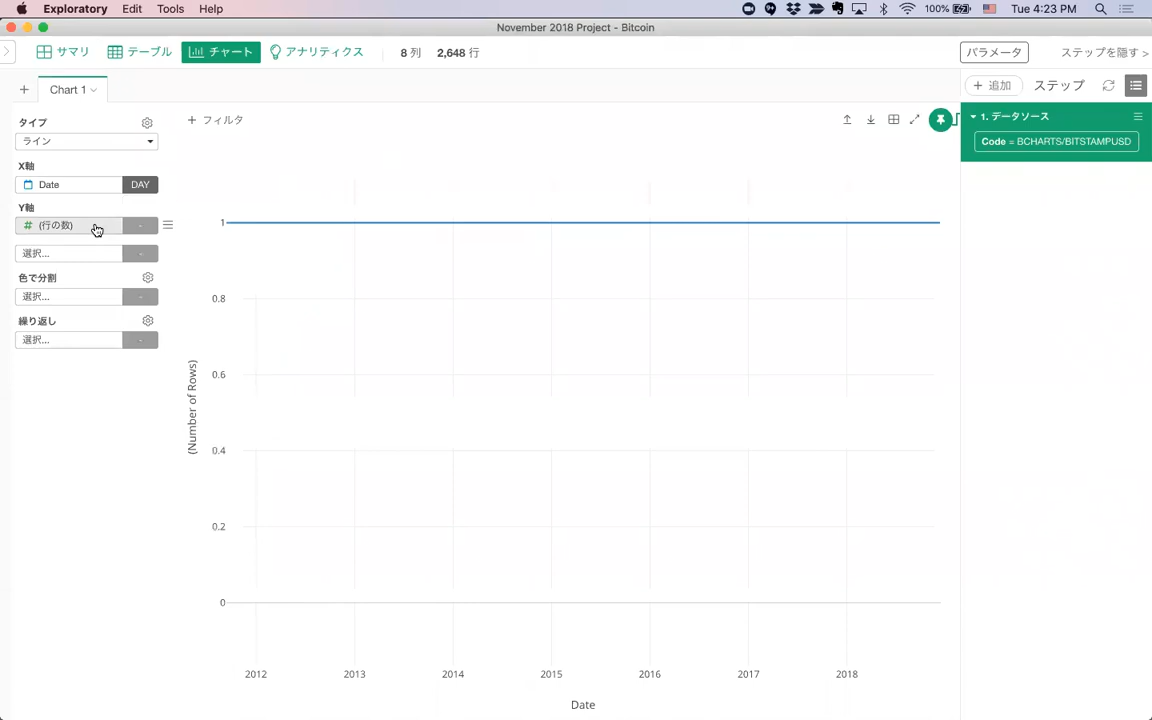 Exploratory Edit Tools Help 100% Tue 4:23 PM
November 2018 Project - Bitcoin
サマリ テーブル チャート アナリティクス 8 列 2,648 行 パラメータ ステップを隠す >
+ Chart 1 + 追加 ステップ
タイプ
+ フィルタ
1. データソース
ライン
Code = BCHARTS/BITSTAMPUSD
X軸
Date DAY
Y軸
# (行の数) -
選択... -
色で分割
選択... -
繰り返し
選択... -
1
0.8
0.6
0.4
0.2
0
(Number of Rows)
2012 2013 2014 2015 2016 2017 2018
Date